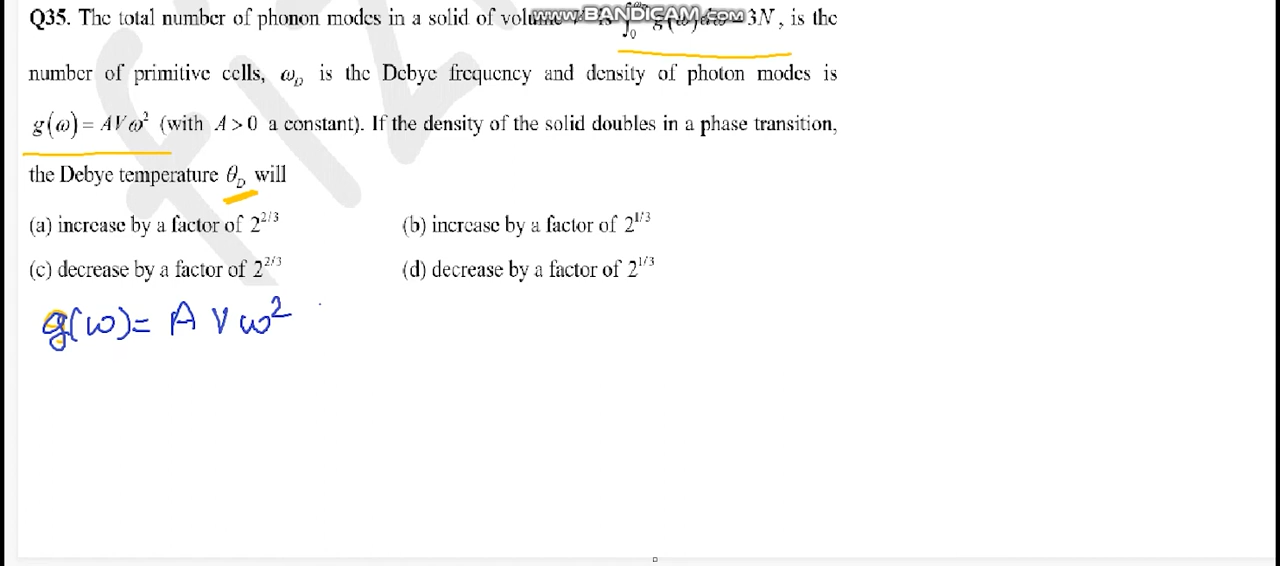 Q35. The total number of phonon modes in a solid of volume V is ∫₀^ω_D g(ω)dω = 3N, is the
www.BANDICAM.COM
number of primitive cells, ω_D is the Debye frequency and density of photon modes is
g(ω) = AVω² (with A > 0 a constant). If the density of the solid doubles in a phase transition,
the Debye temperature θ_D will
(a) increase by a factor of 2^{2/3} (b) increase by a factor of 2^{1/3}
(c) decrease by a factor of 2^{2/3} (d) decrease by a factor of 2^{1/3}
g(ω) = A V ω²